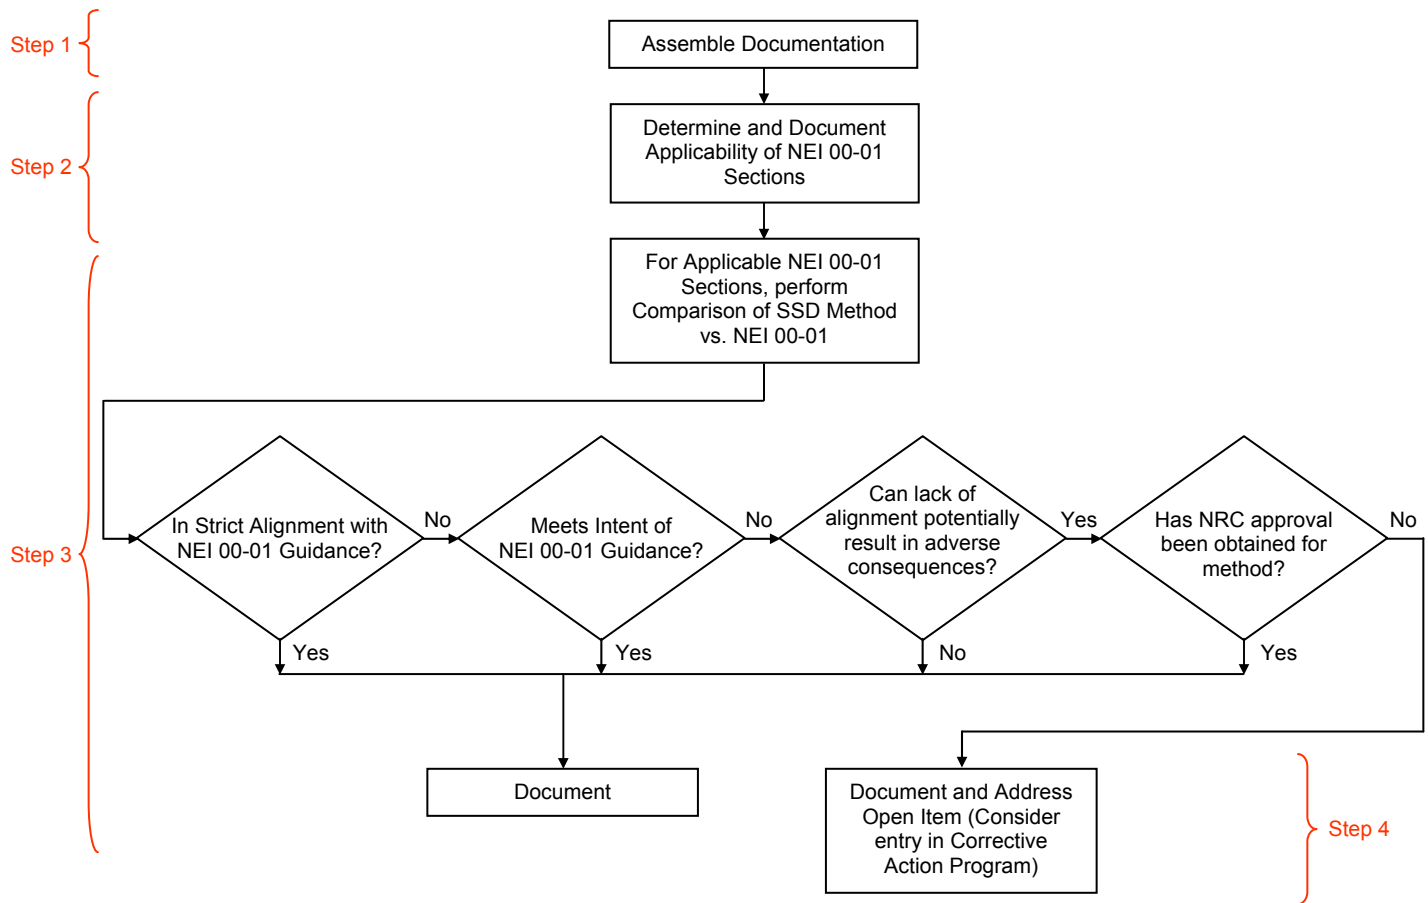 Step 1
Assemble Documentation
Step 2
Determine and Document
Applicability of NEI 00-01
Sections
For Applicable NEI 00-01
Sections, perform
Comparison of SSD Method
vs. NEI 00-01
Step 3
In Strict Alignment with
NEI 00-01 Guidance?
No
Meets Intent of
NEI 00-01 Guidance?
No
Can lack of
alignment potentially
result in adverse
consequences?
Yes
Has NRC approval
been obtained for
method?
No
Yes
Yes
No
Yes
Document
Document and Address
Open Item (Consider
entry in Corrective
Action Program)
Step 4